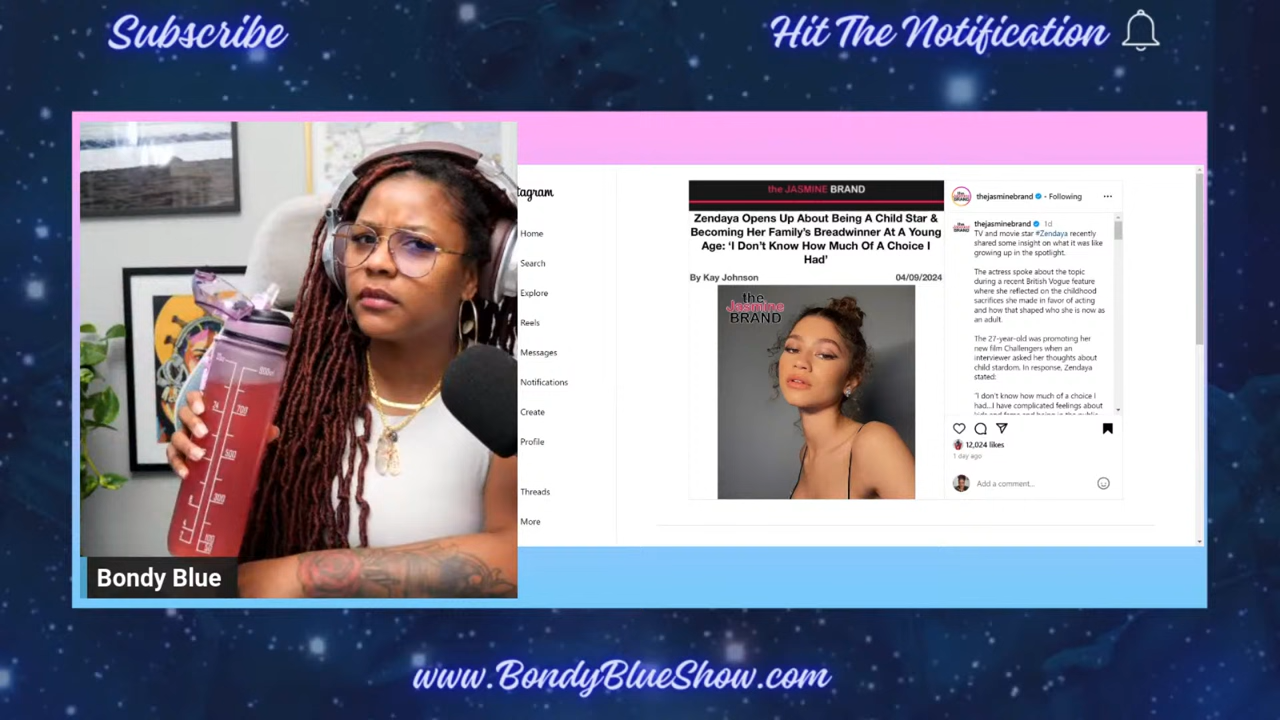 Subscribe
Hit The Notification
tagram
Home
Search
Explore
Reels
Messages
Notifications
Create
Profile
Threads
More
the JASMINE BRAND
Zendaya Opens Up About Being A Child Star &
Becoming Her Family's Breadwinner At A Young
Age: 'I Don't Know How Much Of A Choice I
Had'
By Kay Johnson
04/09/2024
the
Jasmine
BRAND
thejasminebrand • Following
thejasminebrand 1d
TV and movie star #Zendaya recently
shared some insight on what it was like
growing up in the spotlight.
The actress spoke about the topic
during a recent British Vogue feature
where she reflected on the childhood
sacrifices she made in favor of acting
and how that shaped who she is now as
an adult.
The 27-year-old was promoting her
new film Challengers when an
interviewer asked her thoughts about
child stardom. In response, Zendaya
stated:
"I don't know how much of a choice I
had...I have complicated feelings about
12,024 likes
1 day ago
Add a comment...
Bondy Blue
www.BondyBlueShow.com